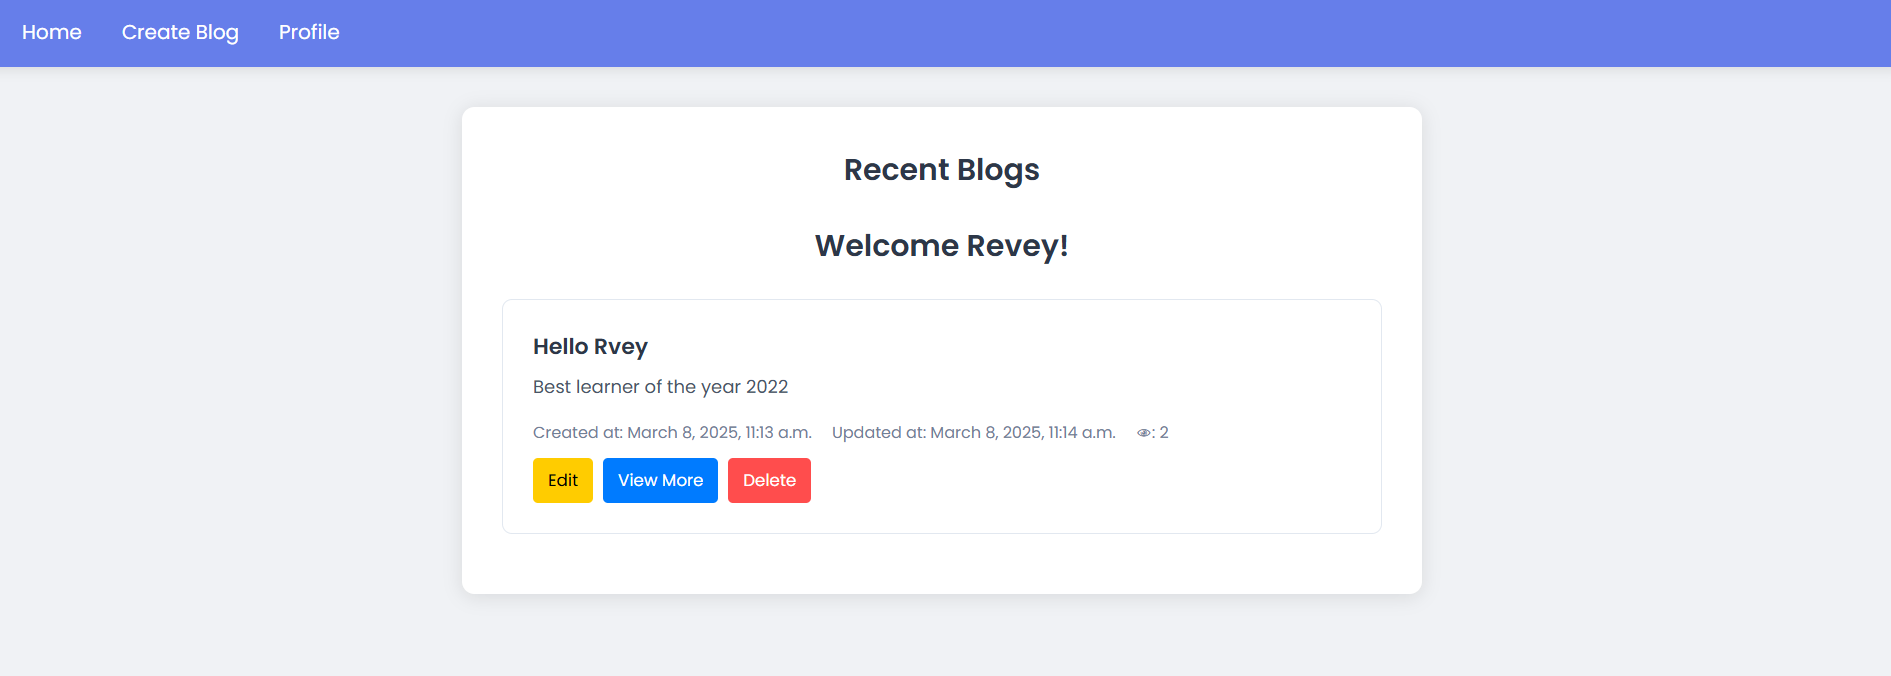 Home Create Blog Profile
Recent Blogs
Welcome Revey!
Hello Rvey
Best learner of the year 2022
Created at: March 8, 2025, 11:13 a.m. Updated at: March 8, 2025, 11:14 a.m. 👁: 2
Edit View More Delete